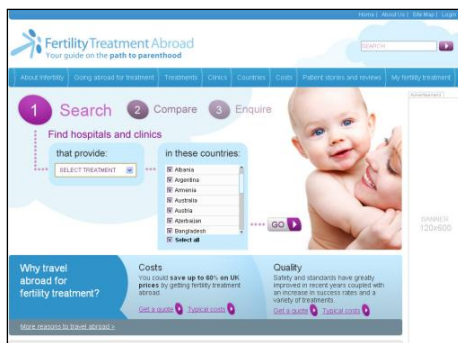 Home | About Us | Site Map | Login
FertilityTreatmentAbroad
Your guide on the path to parenthood
SEARCH
About Infertility
Going abroad for treatment
Treatments
Clinics
Countries
Costs
Patient stories and reviews
My fertility treatment
1 Search
2 Compare
3 Enquire
Find hospitals and clinics
that provide:
SELECT TREATMENT
in these countries:
Albania
Argentina
Armenia
Australia
Austria
Azerbaijan
Bangladesh
Select all
GO
Advertisement
BANNER
120x600
Why travel
abroad for
fertility treatment?
More reasons to travel abroad »
Costs
You could save up to 60% on UK
prices by getting fertility treatment
abroad.
Get a quote
Typical costs
Quality
Safety and standards have greatly
improved in recent years coupled with
an increase in success rates and a
variety of treatments.
Get a quote
Typical costs